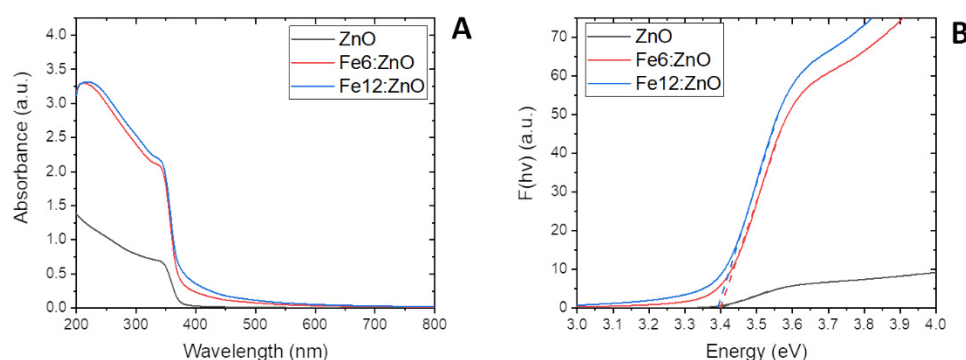 A
ZnO
Fe6:ZnO
Fe12:ZnO
Absorbance (a.u.)
4.0
3.5
3.0
2.5
2.0
1.5
1.0
0.5
0.0
200 300 400 500 600 700 800
Wavelength (nm)
B
ZnO
Fe6:ZnO
Fe12:ZnO
F(hν) (a.u.)
70
60
50
40
30
20
10
0
3.0 3.1 3.2 3.3 3.4 3.5 3.6 3.7 3.8 3.9 4.0
Energy (eV)